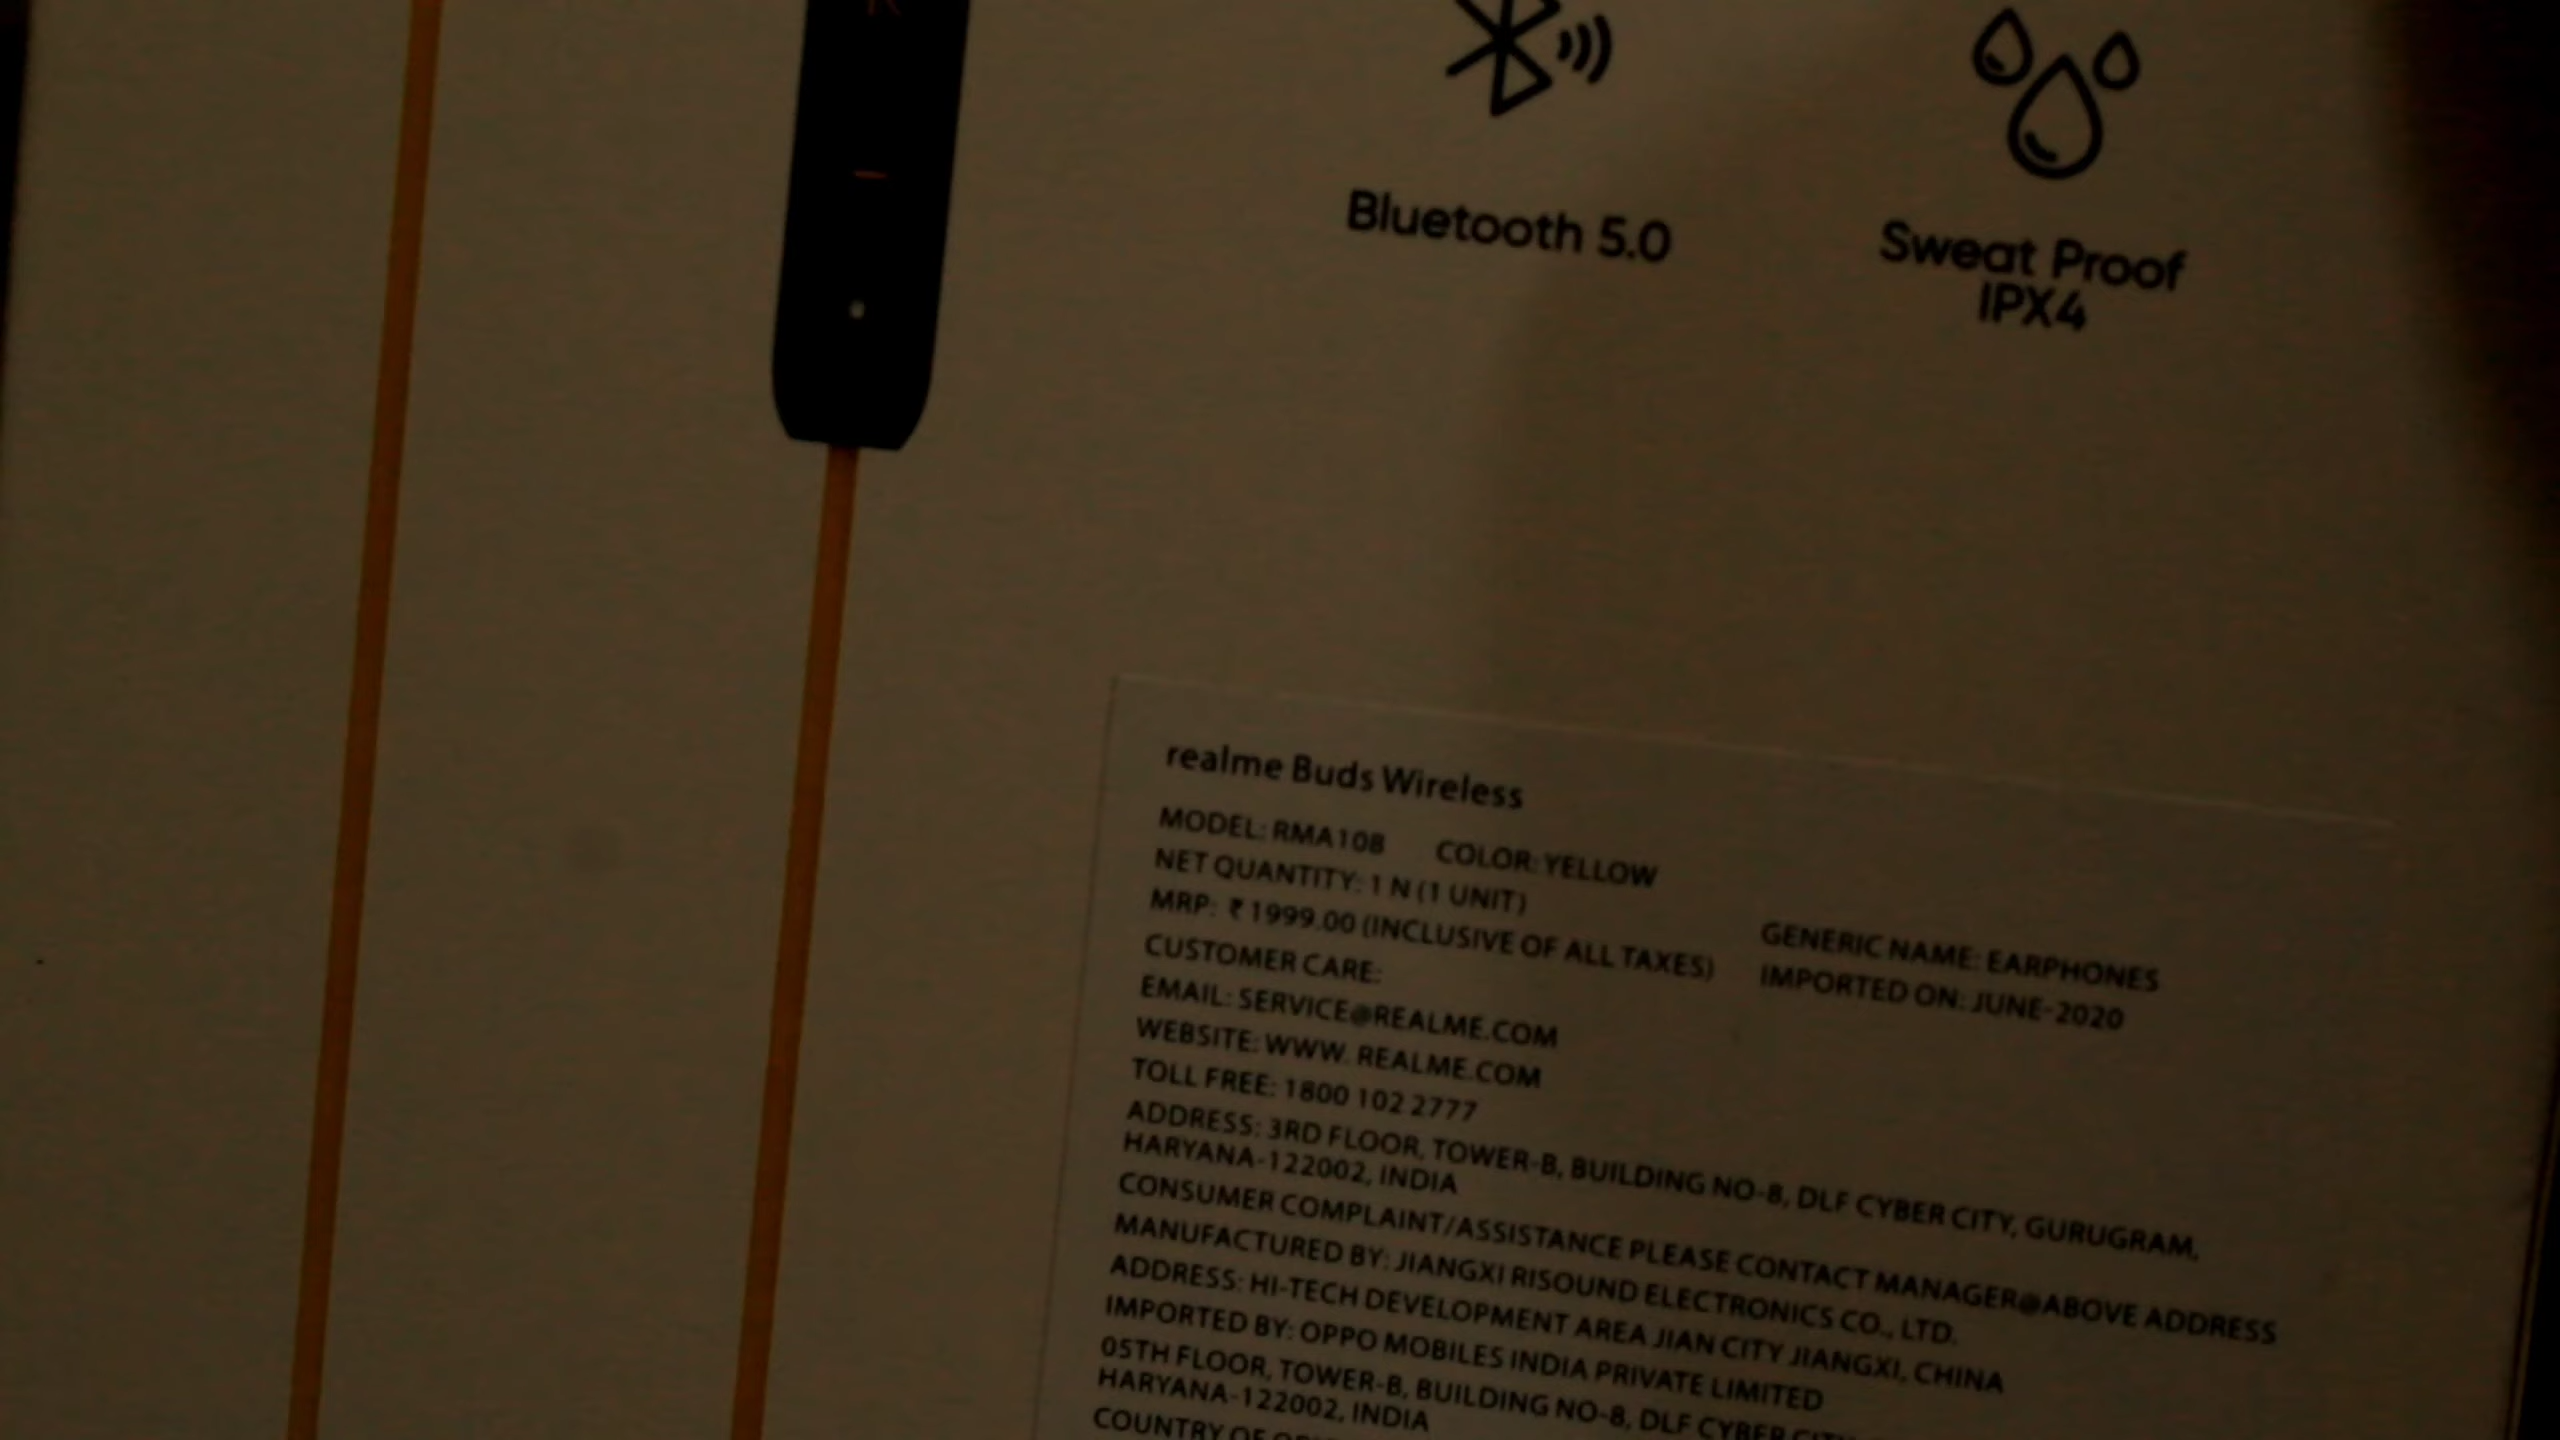 R
Bluetooth 5.0
Sweat Proof
IPX4
realme Buds Wireless
MODEL: RMA108 COLOR: YELLOW
NET QUANTITY: 1 N (1 UNIT)
MRP: ₹ 1999.00 (INCLUSIVE OF ALL TAXES)
GENERIC NAME: EARPHONES
IMPORTED ON: JUNE-2020
CUSTOMER CARE:
EMAIL: SERVICE@REALME.COM
WEBSITE: WWW. REALME.COM
TOLL FREE: 1800 102 2777
ADDRESS: 3RD FLOOR, TOWER-B, BUILDING NO-8, DLF CYBER CITY, GURUGRAM,
HARYANA-122002, INDIA
CONSUMER COMPLAINT/ASSISTANCE PLEASE CONTACT MANAGER@ABOVE ADDRESS
MANUFACTURED BY: JIANGXI RISOUND ELECTRONICS CO., LTD.
ADDRESS: HI-TECH DEVELOPMENT AREA JIAN CITY JIANGXI, CHINA
IMPORTED BY: OPPO MOBILES INDIA PRIVATE LIMITED
05TH FLOOR, TOWER-B, BUILDING NO-8, DLF CYBER
HARYANA-122002, INDIA
COUNTRY OF